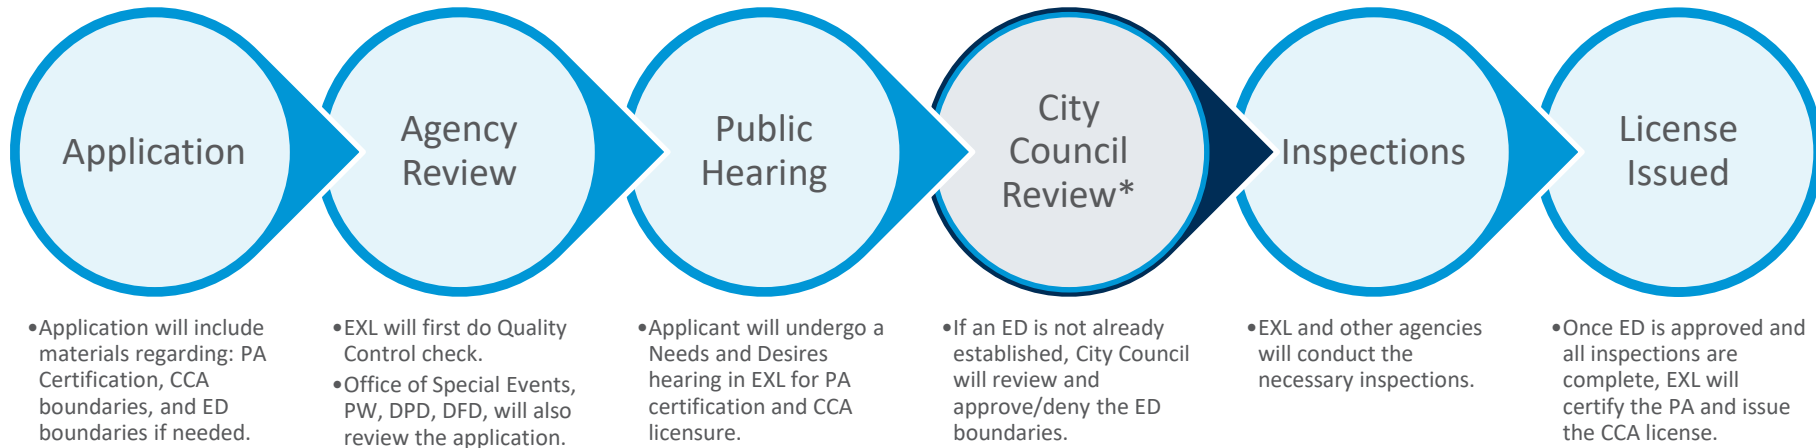 Application
Agency
Review
Public
Hearing
City
Council
Review*
Inspections
License
Issued
•Application will include
materials regarding: PA
Certification, CCA
boundaries, and ED
boundaries if needed.
•EXL will first do Quality
Control check.
•Office of Special Events,
PW, DPD, DFD, will also
review the application.
•Applicant will undergo a
Needs and Desires
hearing in EXL for PA
certification and CCA
licensure.
•If an ED is not already
established, City Council
will review and
approve/deny the ED
boundaries.
•EXL and other agencies
will conduct the
necessary inspections.
•Once ED is approved and
all inspections are
complete, EXL will
certify the PA and issue
the CCA license.